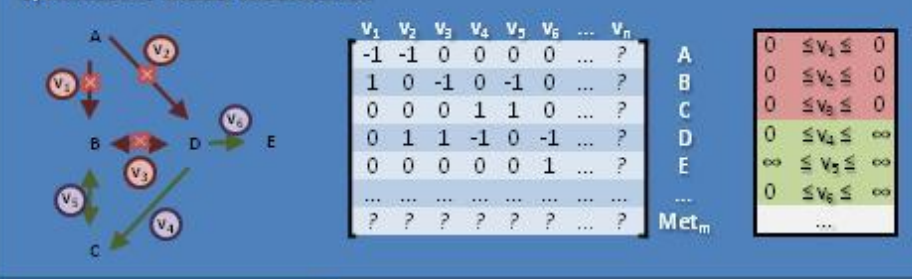 A
v₂
v₁
v₆
B
D
E
v₃
v₅
v₄
C
v₁ v₂ v₃ v₄ v₅ v₆ ... vₙ
-1 -1 0 0 0 0 ... ? A
1 0 -1 0 -1 0 ... ? B
0 0 0 1 1 0 ... ? C
0 1 1 -1 0 -1 ... ? D
0 0 0 0 0 1 ... ? E
... ... ... ... ... ... ... ... ...
? ? ? ? ? ? ... ? Metₘ
0 ≤v₁≤ 0
0 ≤v₂≤ 0
0 ≤v₃≤ 0
0 ≤v₄≤ ∞
∞ ≤v₅≤ ∞
0 ≤v₆≤ ∞
...